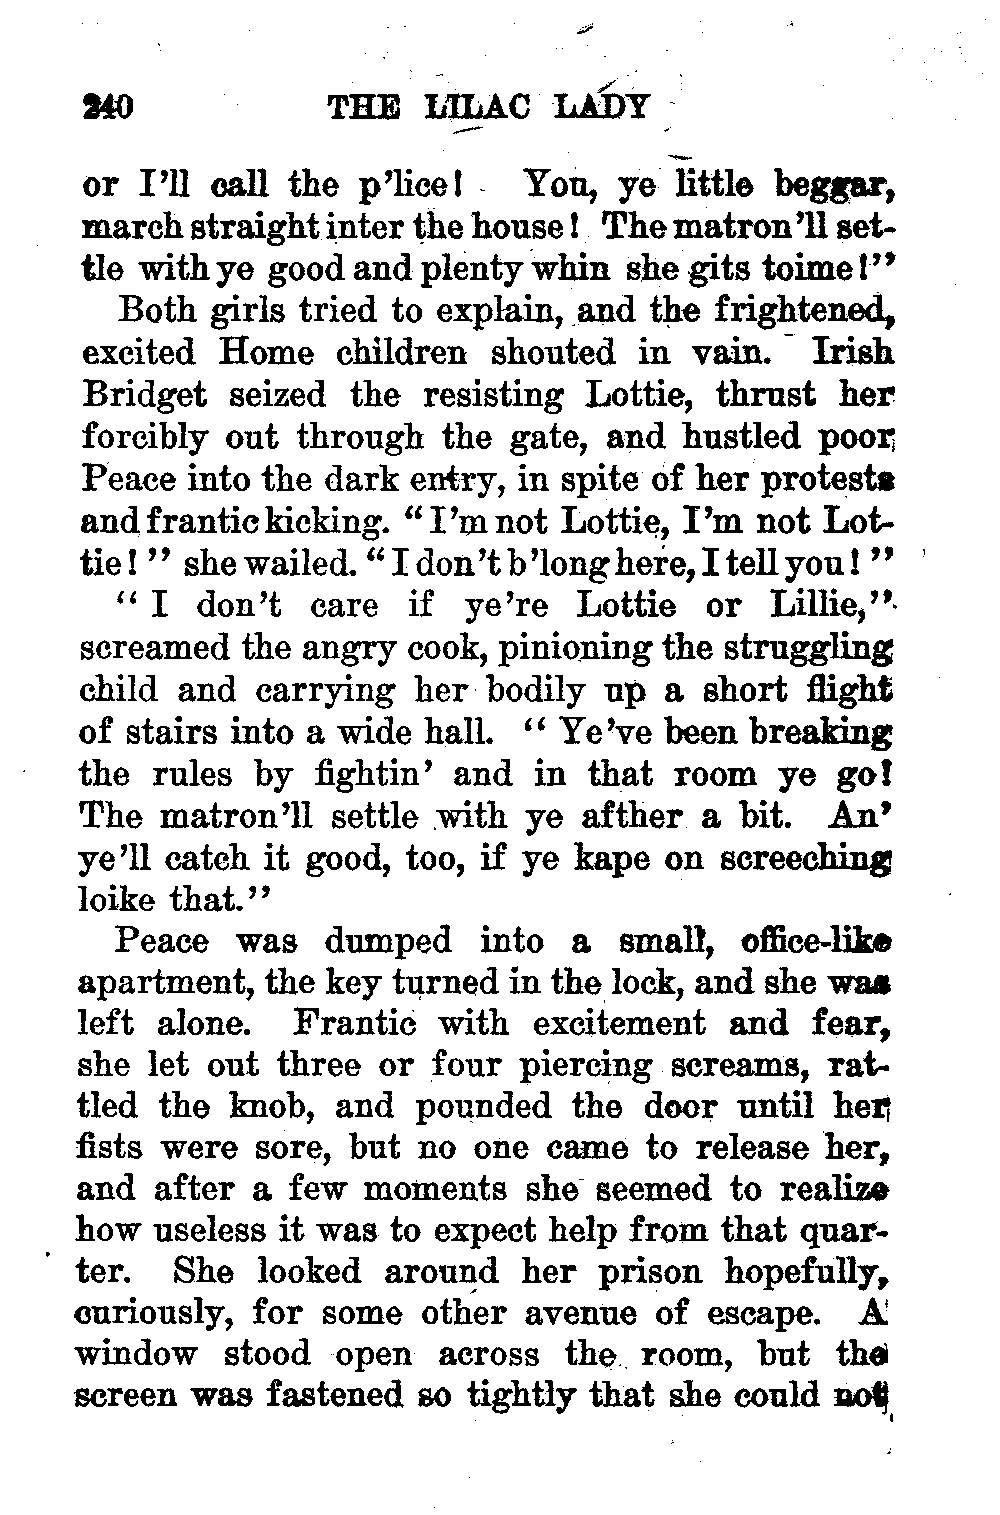 240 THE LILAC LADY
or I'll call the p'lice! You, ye little beggar,
march straight inter the house! The matron'll set-
tle with ye good and plenty whin she gits toime!"
Both girls tried to explain, and the frightened,
excited Home children shouted in vain. Irish
Bridget seized the resisting Lottie, thrust her
forcibly out through the gate, and hustled poor
Peace into the dark entry, in spite of her protests
and frantic kicking. "I'm not Lottie, I'm not Lot-
tie!" she wailed. "I don't b'long here, I tell you!"
"I don't care if ye're Lottie or Lillie,"
screamed the angry cook, pinioning the struggling
child and carrying her bodily up a short flight
of stairs into a wide hall. "Ye've been breaking
the rules by fightin' and in that room ye go!
The matron'll settle with ye afther a bit. An'
ye'll catch it good, too, if ye kape on screeching
loike that."
Peace was dumped into a small, office-like
apartment, the key turned in the lock, and she was
left alone. Frantic with excitement and fear,
she let out three or four piercing screams, rat-
tled the knob, and pounded the door until her
fists were sore, but no one came to release her,
and after a few moments she seemed to realize
how useless it was to expect help from that quar-
ter. She looked around her prison hopefully,
curiously, for some other avenue of escape. A
window stood open across the room, but the
screen was fastened so tightly that she could not